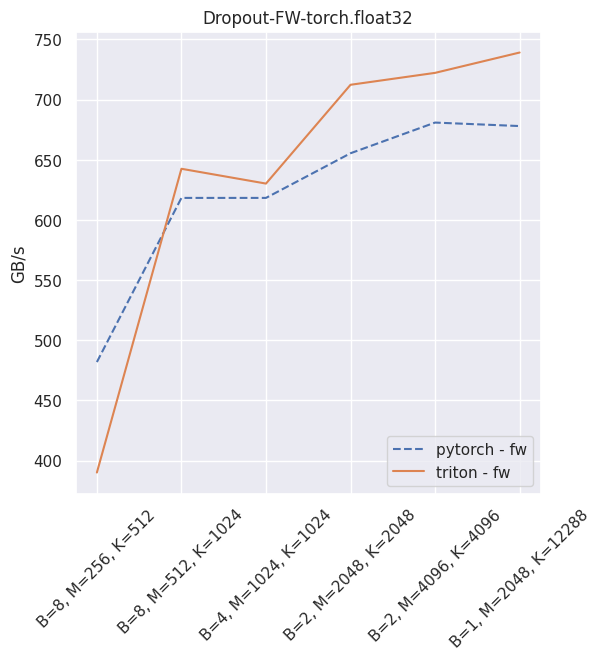 Dropout-FW-torch.float32
GB/s
750
700
650
600
550
500
450
400
pytorch - fw
triton - fw
B=8, M=256, K=512
B=8, M=512, K=1024
B=4, M=1024, K=1024
B=2, M=2048, K=2048
B=2, M=4096, K=4096
B=1, M=2048, K=12288